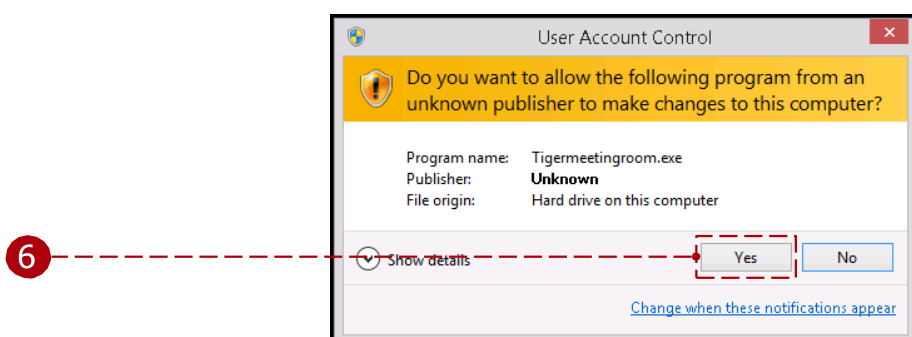 User Account Control
Do you want to allow the following program from an
unknown publisher to make changes to this computer?
Program name: Tigermeetingroom.exe
Publisher: Unknown
File origin: Hard drive on this computer
6
Show details
Yes No
Change when these notifications appear